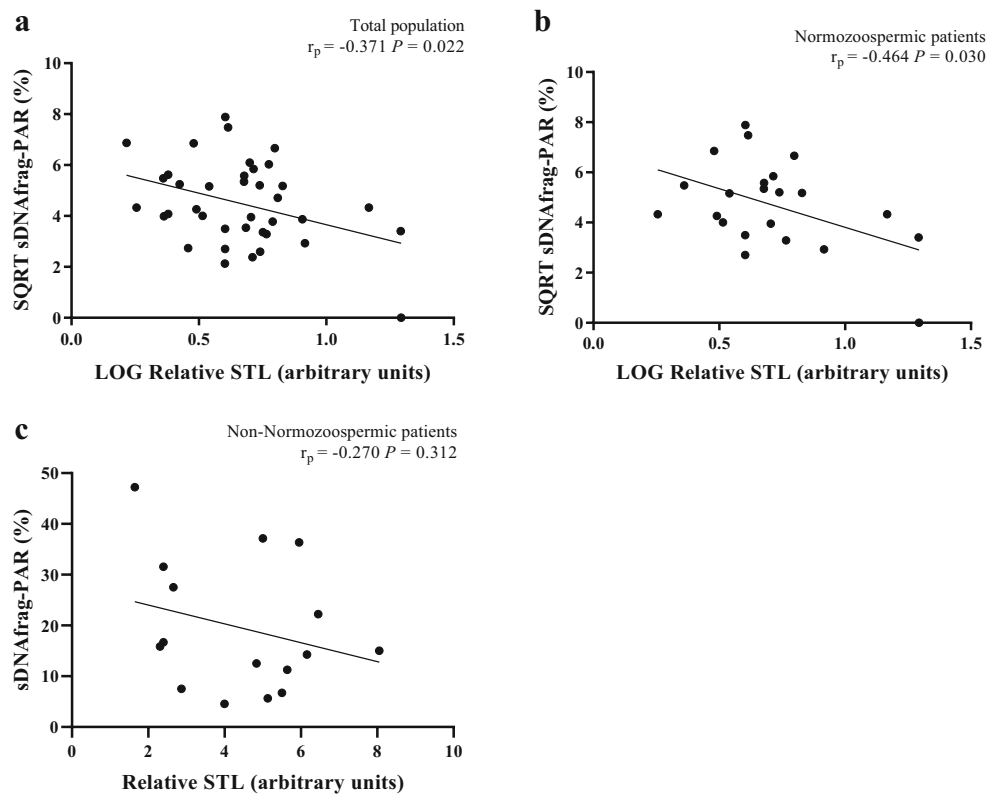 a
Total population
rp = -0.371 P = 0.022
SQRT sDNAfrag-PAR (%)
10
8
6
4
2
0
0.0 0.5 1.0 1.5
LOG Relative STL (arbitrary units)
b
Normozoospermic patients
rp = -0.464 P = 0.030
SQRT sDNAfrag-PAR (%)
10
8
6
4
2
0
0.0 0.5 1.0 1.5
LOG Relative STL (arbitrary units)
c
Non-Normozoospermic patients
rp = -0.270 P = 0.312
sDNAfrag-PAR (%)
50
40
30
20
10
0
0 2 4 6 8 10
Relative STL (arbitrary units)